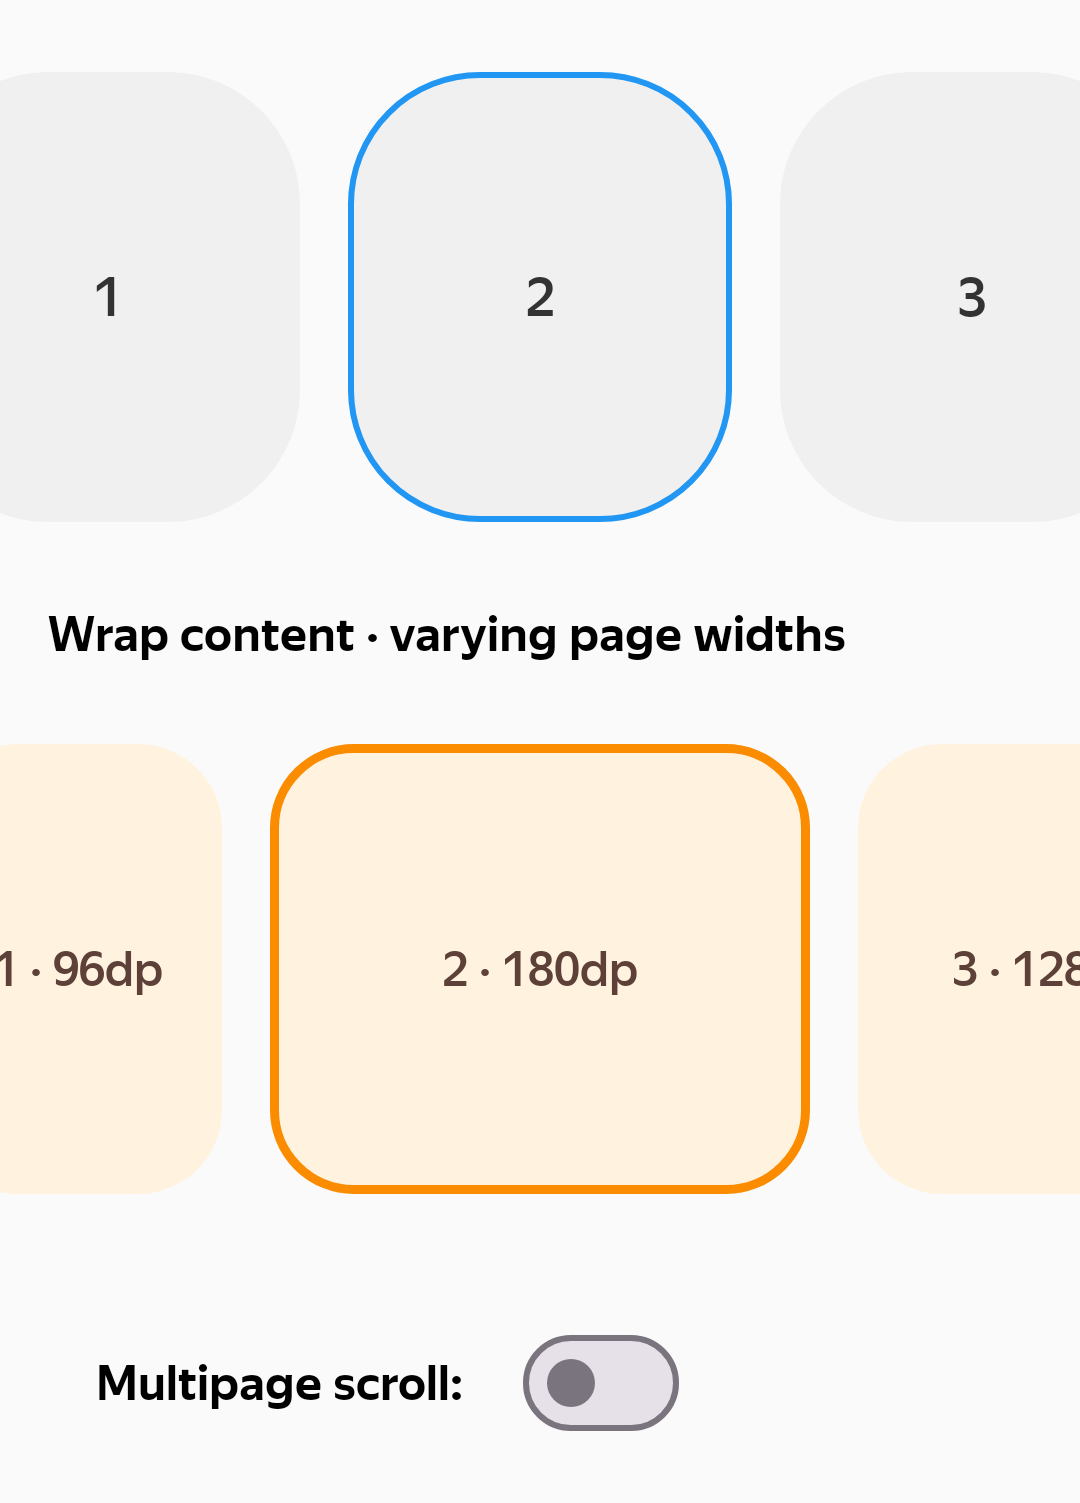 1 2 3
Wrap content · varying page widths
1 · 96dp 2 · 180dp 3 · 128
Multipage scroll: